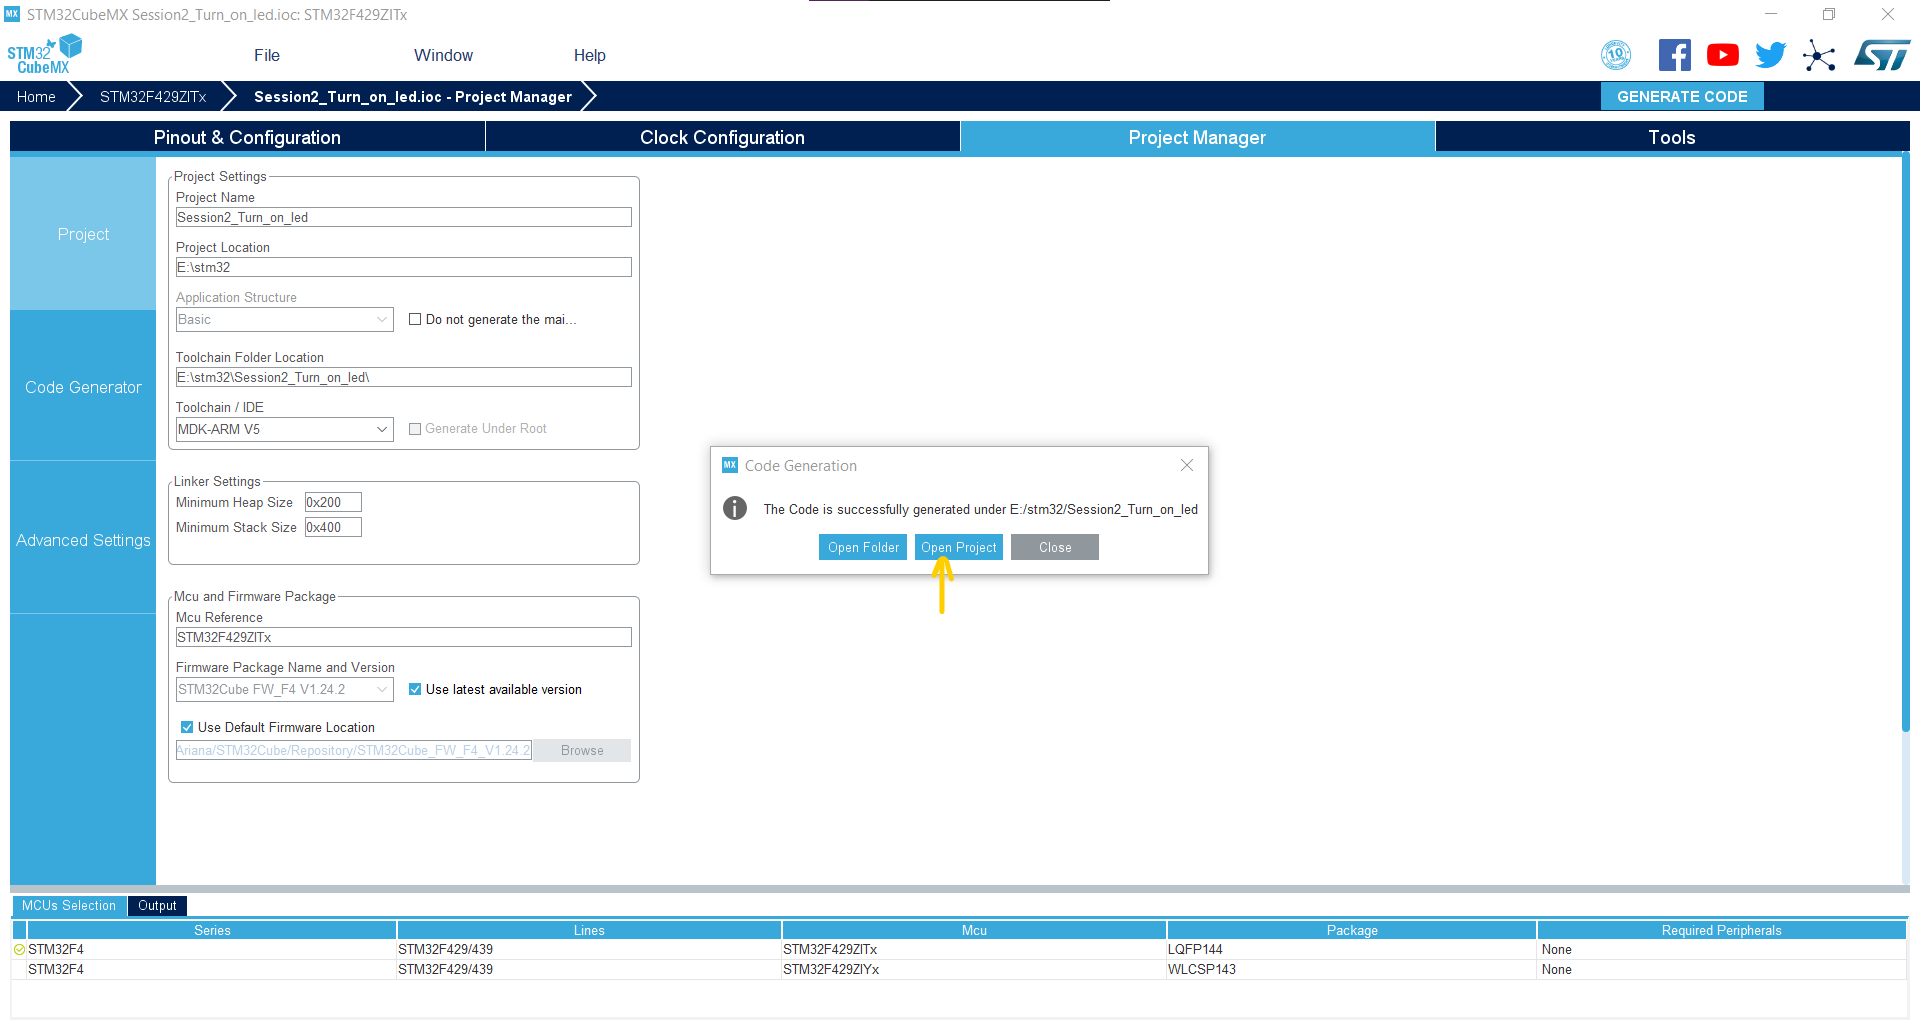 MX STM32CubeMX Session2_Turn_on_led.ioc: STM32F429ZITx
STM32
CubeMX
File
Window
Help
10
Home
STM32F429ZITx
Session2_Turn_on_led.ioc - Project Manager
GENERATE CODE
Pinout & Configuration
Clock Configuration
Project Manager
Tools
Project
Code Generator
Advanced Settings
Project Settings
Project Name
Session2_Turn_on_led
Project Location
E:\stm32
Application Structure
Basic
Do not generate the mai...
Toolchain Folder Location
E:\stm32\Session2_Turn_on_led\
Toolchain / IDE
MDK-ARM V5
Generate Under Root
Linker Settings
Minimum Heap Size 0x200
Minimum Stack Size 0x400
Mcu and Firmware Package
Mcu Reference
STM32F429ZITx
Firmware Package Name and Version
STM32Cube FW_F4 V1.24.2
Use latest available version
Use Default Firmware Location
Ariana/STM32Cube/Repository/STM32Cube_FW_F4_V1.24.2
Browse
MX Code Generation
The Code is successfully generated under E:/stm32/Session2_Turn_on_led
Open Folder
Open Project
Close
MCUs Selection
Output
Series Lines Mcu Package Required Peripherals
STM32F4 STM32F429/439 STM32F429ZITx LQFP144 None
STM32F4 STM32F429/439 STM32F429ZIYx WLCSP143 None